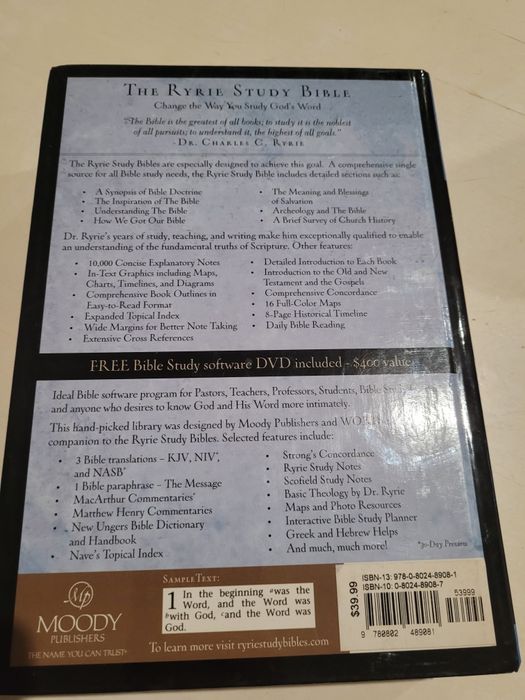 THE RYRIE STUDY BIBLE
Change the Way You Study God's Word
"The Bible is the greatest of all books; to study it is the noblest
of all pursuits; to understand it, the highest of all goals."
- DR. CHARLES C. RYRIE
The Ryrie Study Bibles are especially designed to achieve this goal. A comprehensive single
source for all Bible study needs, the Ryrie Study Bible includes detailed sections such as:
• A Synopsis of Bible Doctrine
• The Inspiration of The Bible
• Understanding The Bible
• How We Got Our Bible
• The Meaning and Blessings
of Salvation
• Archeology and The Bible
• A Brief Survey of Church History
Dr. Ryrie's years of study, teaching, and writing make him exceptionally qualified to enable
an understanding of the fundamental truths of Scripture. Other features:
• 10,000 Concise Explanatory Notes
• In-Text Graphics including Maps,
Charts, Timelines, and Diagrams
• Comprehensive Book Outlines in
Easy-to-Read Format
• Expanded Topical Index
• Wide Margins for Better Note Taking
• Extensive Cross References
• Detailed Introduction to Each Book
• Introduction to the Old and New
Testament and the Gospels
• Comprehensive Concordance
• 16 Full-Color Maps
• 8-Page Historical Timeline
• Daily Bible Reading
FREE Bible Study software DVD included - $400 value
Ideal Bible software program for Pastors, Teachers, Professors, Students, Bible
and anyone who desires to know God and His Word more intimately.
This hand-picked library was designed by Moody Publishers and
companion to the Ryrie Study Bibles. Selected features include:
• 3 Bible translations – KJV, NIV*,
and NASB*
• 1 Bible paraphrase – The Message
• MacArthur Commentaries*
• Matthew Henry Commentaries
• New Ungers Bible Dictionary
and Handbook
• Nave's Topical Index
• Strong's Concordance
• Ryrie Study Notes
• Scofield Study Notes
• Basic Theology by Dr. Ryrie
• Maps and Photo Resources
• Interactive Bible Study Planner
• Greek and Hebrew Helps
• And much, much more!
*30-Day Preview
MOODY
PUBLISHERS
THE NAME YOU CAN TRUST®
SAMPLE TEXT:
1 In the beginning ᵃwas the
Word, and the Word was
ᵇwith God, ᶜand the Word was
God.
To learn more visit ryriestudybibles.com
ISBN-13: 978-0-8024-8908-1
ISBN-10: 0-8024-8908-7
$39.99
53999
9 780802 489081